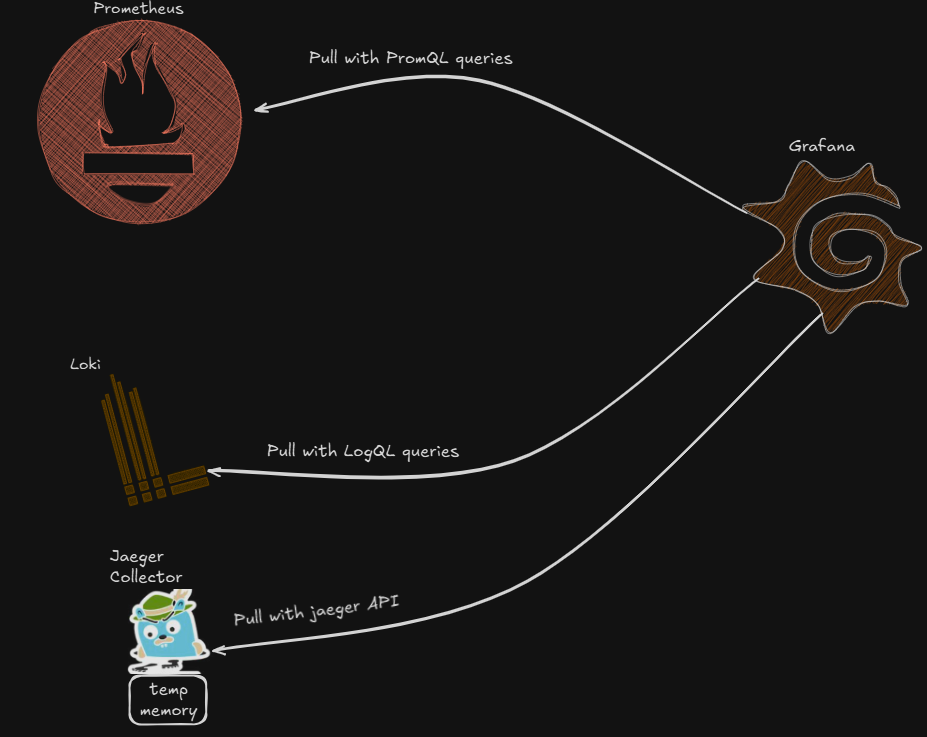 Prometheus
Pull with PromQL queries
Grafana
Loki
Pull with LogQL queries
Jaeger
Collector
Pull with jaeger API
temp
memory